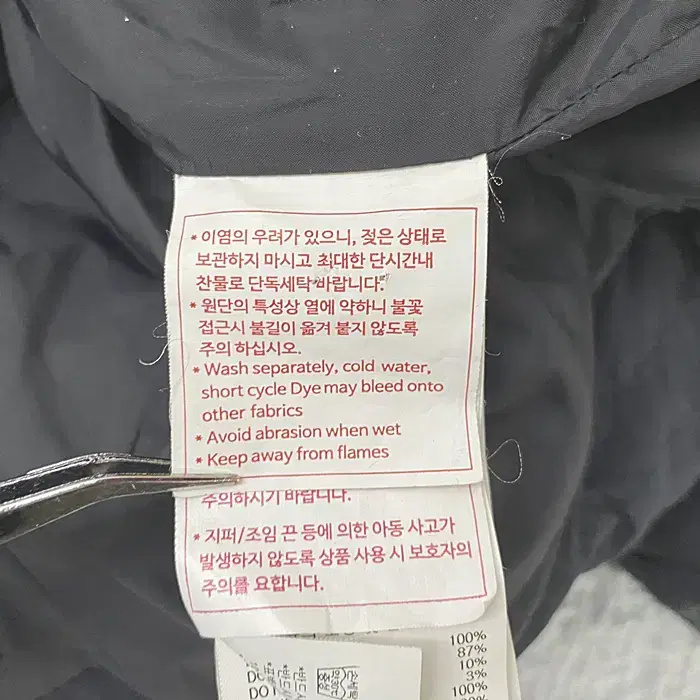 * 이염의 우려가 있으니, 젖은 상태로
보관하지 마시고 최대한 단시간내
찬물로 단독세탁 바랍니다.
* 원단의 특성상 열에 약하니 불꽃
접근시 불길이 옮겨 붙지 않도록
주의 하십시오.
* Wash separately, cold water,
short cycle Dye may bleed onto
other fabrics
* Avoid abrasion when wet
* Keep away from flames
주의하시기 바랍니다.
* 지퍼/조임 끈 등에 의한 아동 사고가
발생하지 않도록 상품 사용 시 보호자의
주의를 요합니다.
100%
87%
10%
3%
100%